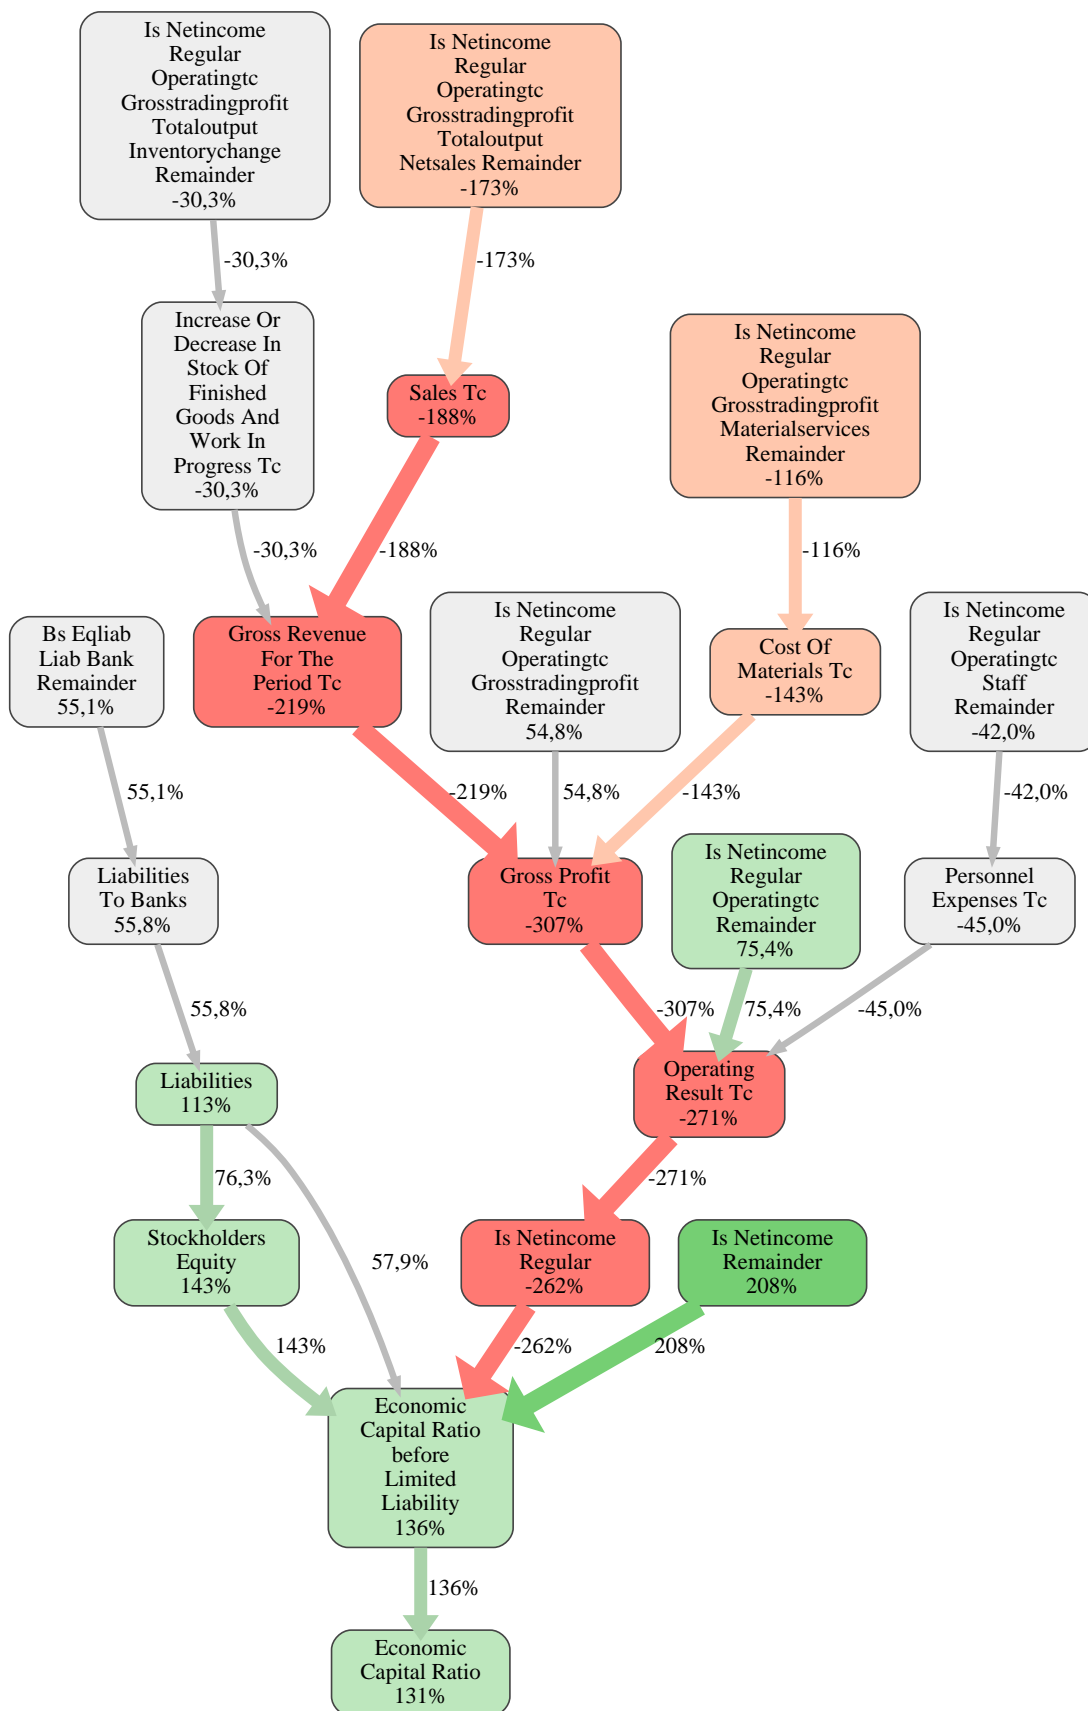 Is Netincome
Regular
Operatingtc
Grosstradingprofit
Totaloutput
Inventorychange
Remainder
-30,3%
Is Netincome
Regular
Operatingtc
Grosstradingprofit
Totaloutput
Netsales Remainder
-173%
-30,3%
-173%
Increase Or
Decrease In
Stock Of
Finished
Goods And
Work In
Progress Tc
-30,3%
Sales Tc
-188%
Is Netincome
Regular
Operatingtc
Grosstradingprofit
Materialservices
Remainder
-116%
-30,3%
-188%
-116%
Bs Eqliab
Liab Bank
Remainder
55,1%
Gross Revenue
For The
Period Tc
-219%
Is Netincome
Regular
Operatingtc
Grosstradingprofit
Remainder
54,8%
Cost Of
Materials Tc
-143%
Is Netincome
Regular
Operatingtc
Staff
Remainder
-42,0%
55,1%
-219%
54,8%
-143%
-42,0%
Liabilities
To Banks
55,8%
Gross Profit
Tc
-307%
Is Netincome
Regular
Operatingtc
Remainder
75,4%
Personnel
Expenses Tc
-45,0%
55,8%
-307%
75,4%
-45,0%
Liabilities
113%
Operating
Result Tc
-271%
76,3%
-271%
Stockholders
Equity
143%
57,9%
Is Netincome
Regular
-262%
Is Netincome
Remainder
208%
143%
-262%
208%
Economic
Capital Ratio
before
Limited
Liability
136%
136%
Economic
Capital Ratio
131%